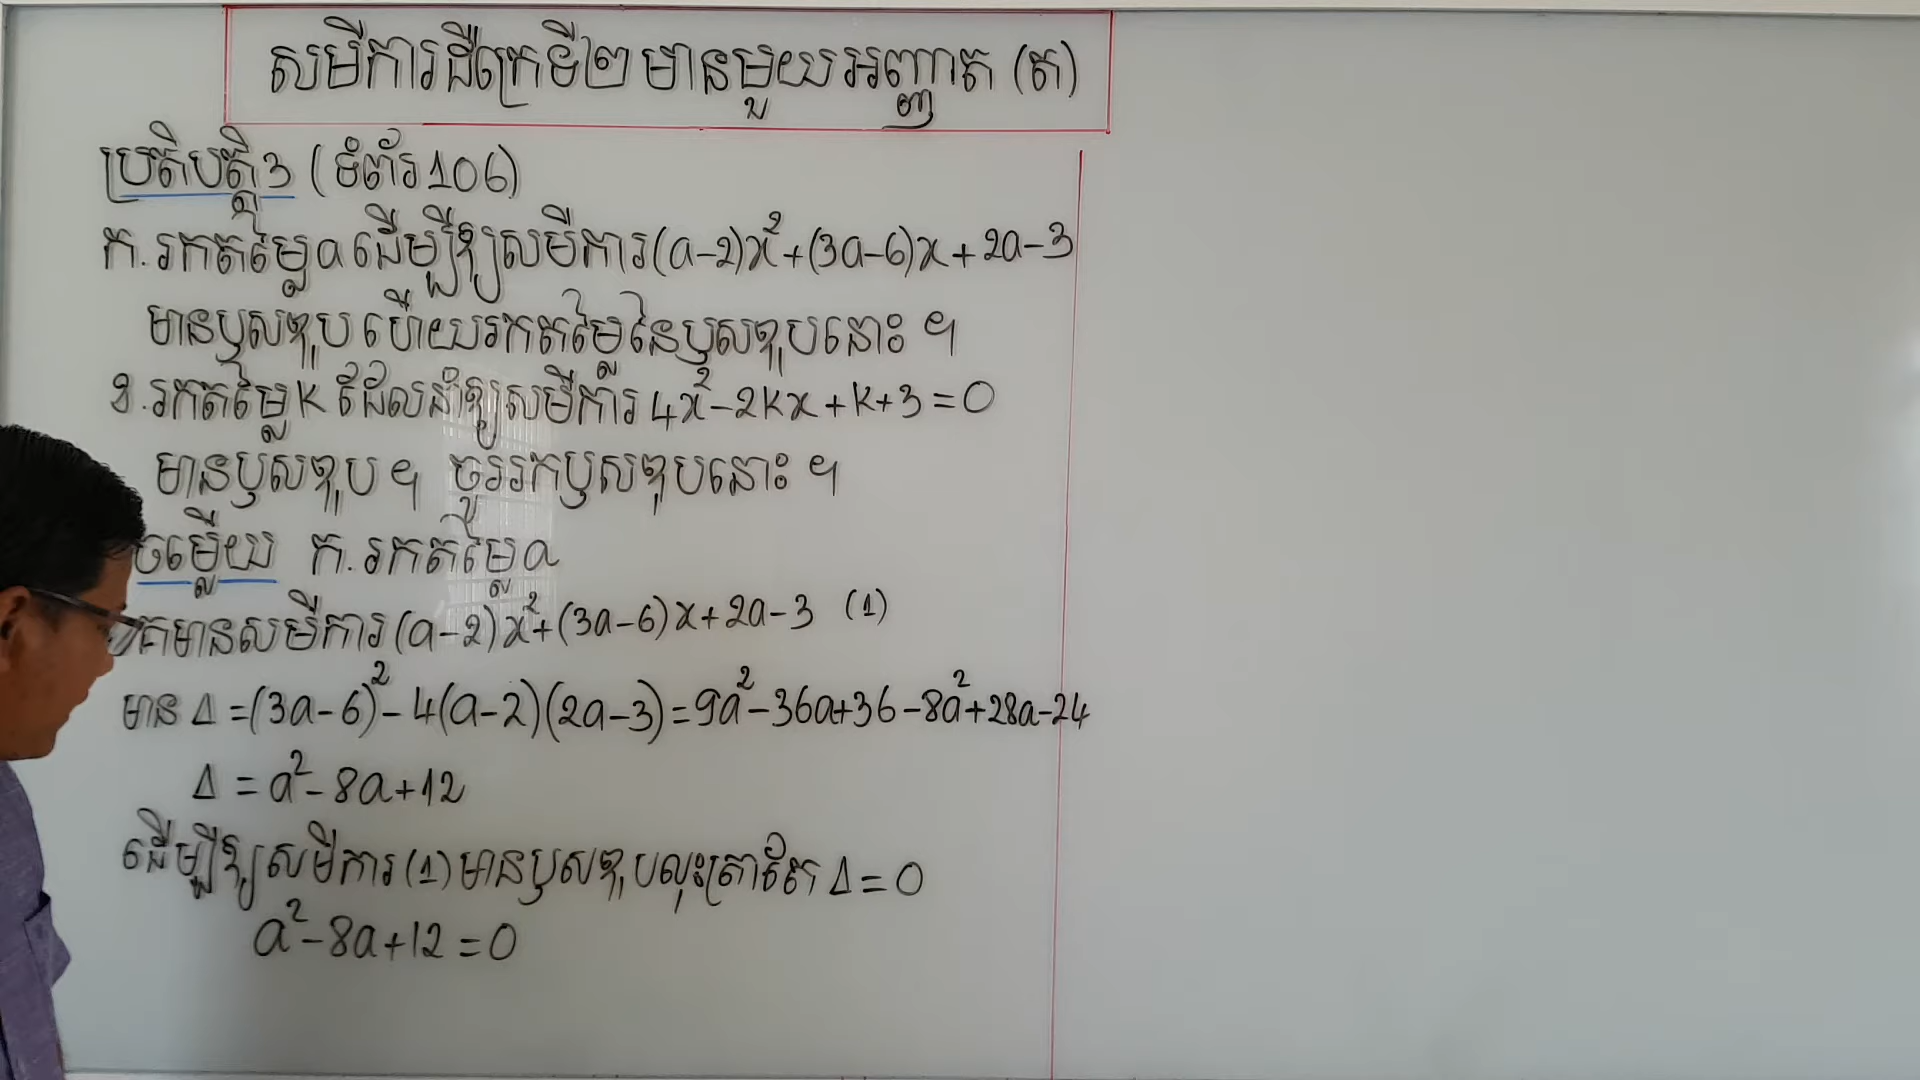 សមីការដឺក្រេទី២មានមួយអញ្ញាត (ត)
ប្រតិបត្តិ3 (ទំព័រ106)
ក.រកតម្លៃa ដើម្បីឱ្យសមីការ(a-2)x²+(3a-6)x+2a-3
មានឫសឌុប ហើយរកតម្លៃនៃឫសឌុបនោះ ។
ខ.រកតម្លៃk ដែលនាំឱ្យសមីការ 4x²-2kx+k+3=0
មានឫសឌុប ។ ចូររកឫសឌុបនោះ ។
ចម្លើយ ក.រកតម្លៃa
គេមានសមីការ(a-2)x²+(3a-6)x+2a-3 (1)
មាន Δ=(3a-6)²-4(a-2)(2a-3)=9a²-36a+36-8a²+28a-24
Δ = a²-8a+12
ដើម្បីឱ្យសមីការ(1)មានឫសឌុបលុះត្រាតែ Δ=0
a²-8a+12=0